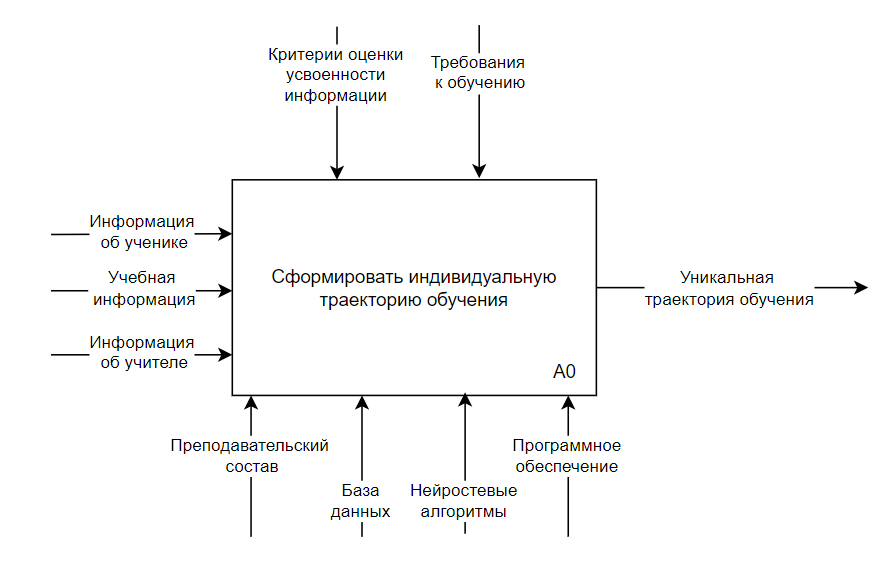 Критерии оценки
усвоенности
информации
Требования
к обучению
Информация
об ученике
Учебная
информация
Информация
об учителе
Сформировать индивидуальную
траекторию обучения
A0
Уникальная
траектория обучения
Преподавательский
состав
База
данных
Нейростевые
алгоритмы
Программное
обеспечение